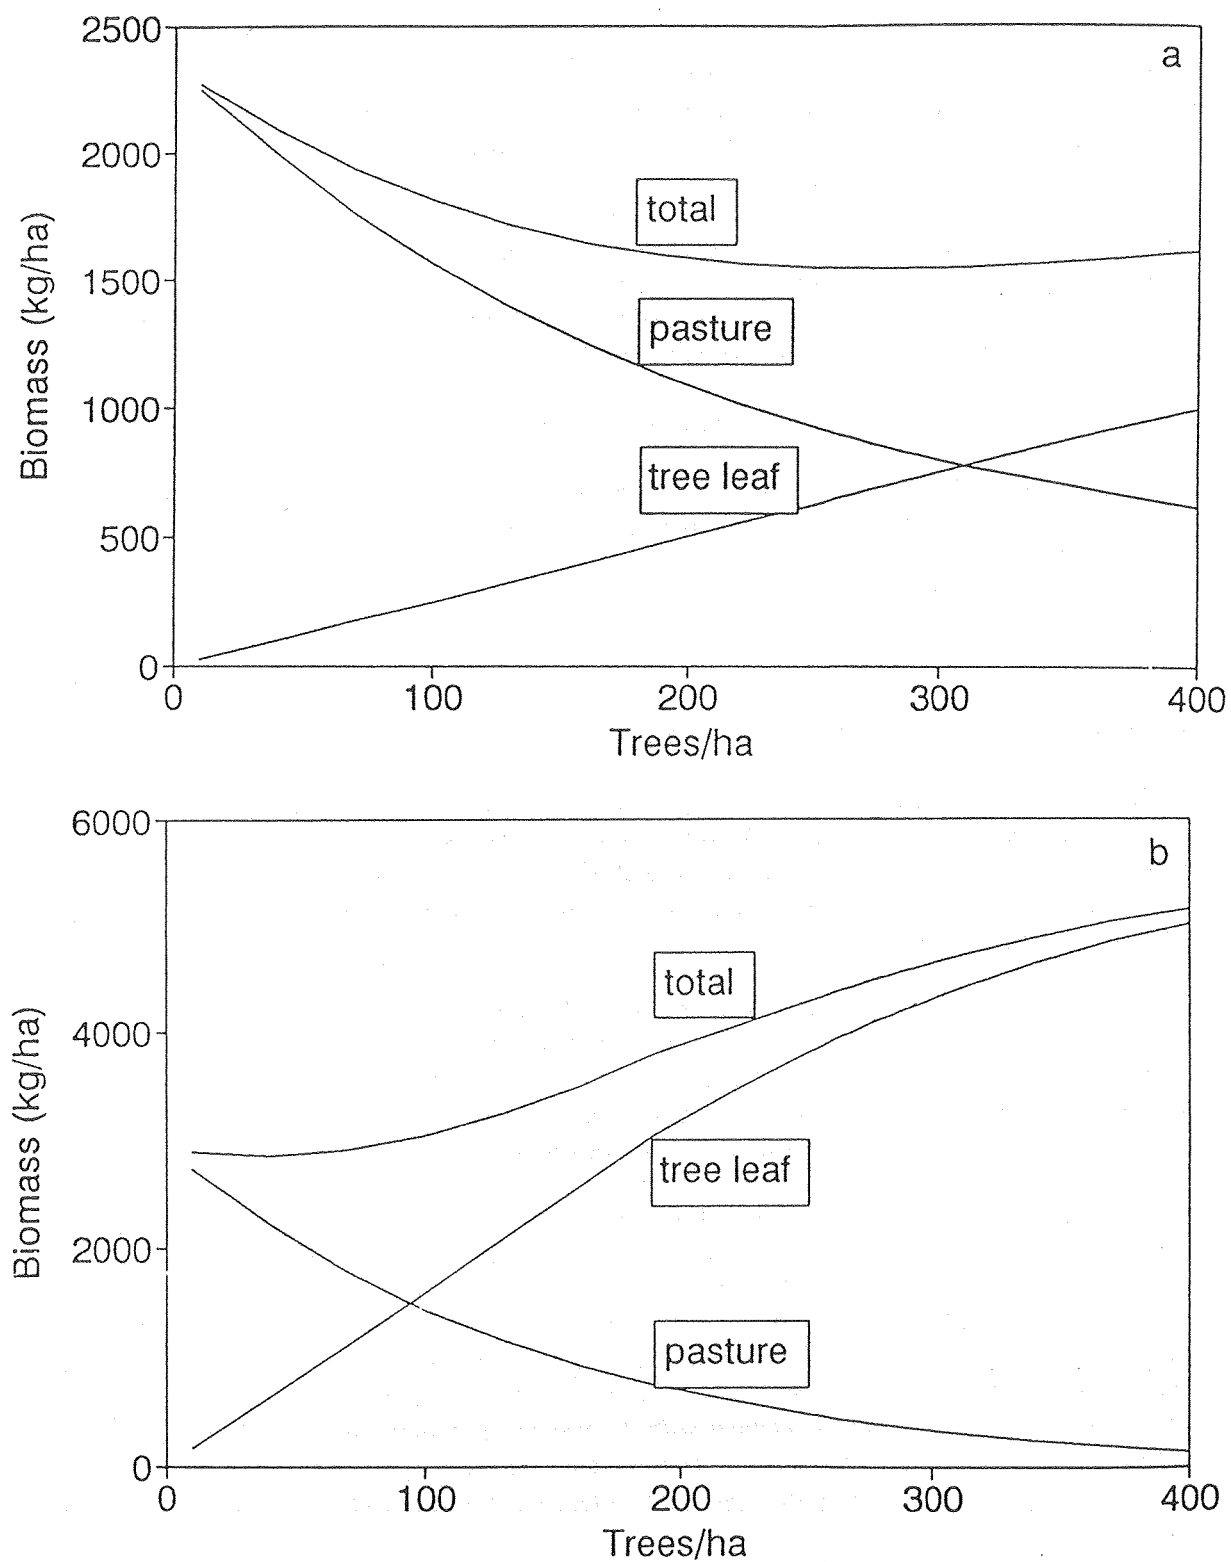 2500
a
2000
total
1500
pasture
1000
tree leaf
500
0
0 100 200 300 400
Trees/ha
Biomass (kg/ha)
6000
b
total
4000
tree leaf
2000
pasture
0
0 100 200 300 400
Trees/ha
Biomass (kg/ha)